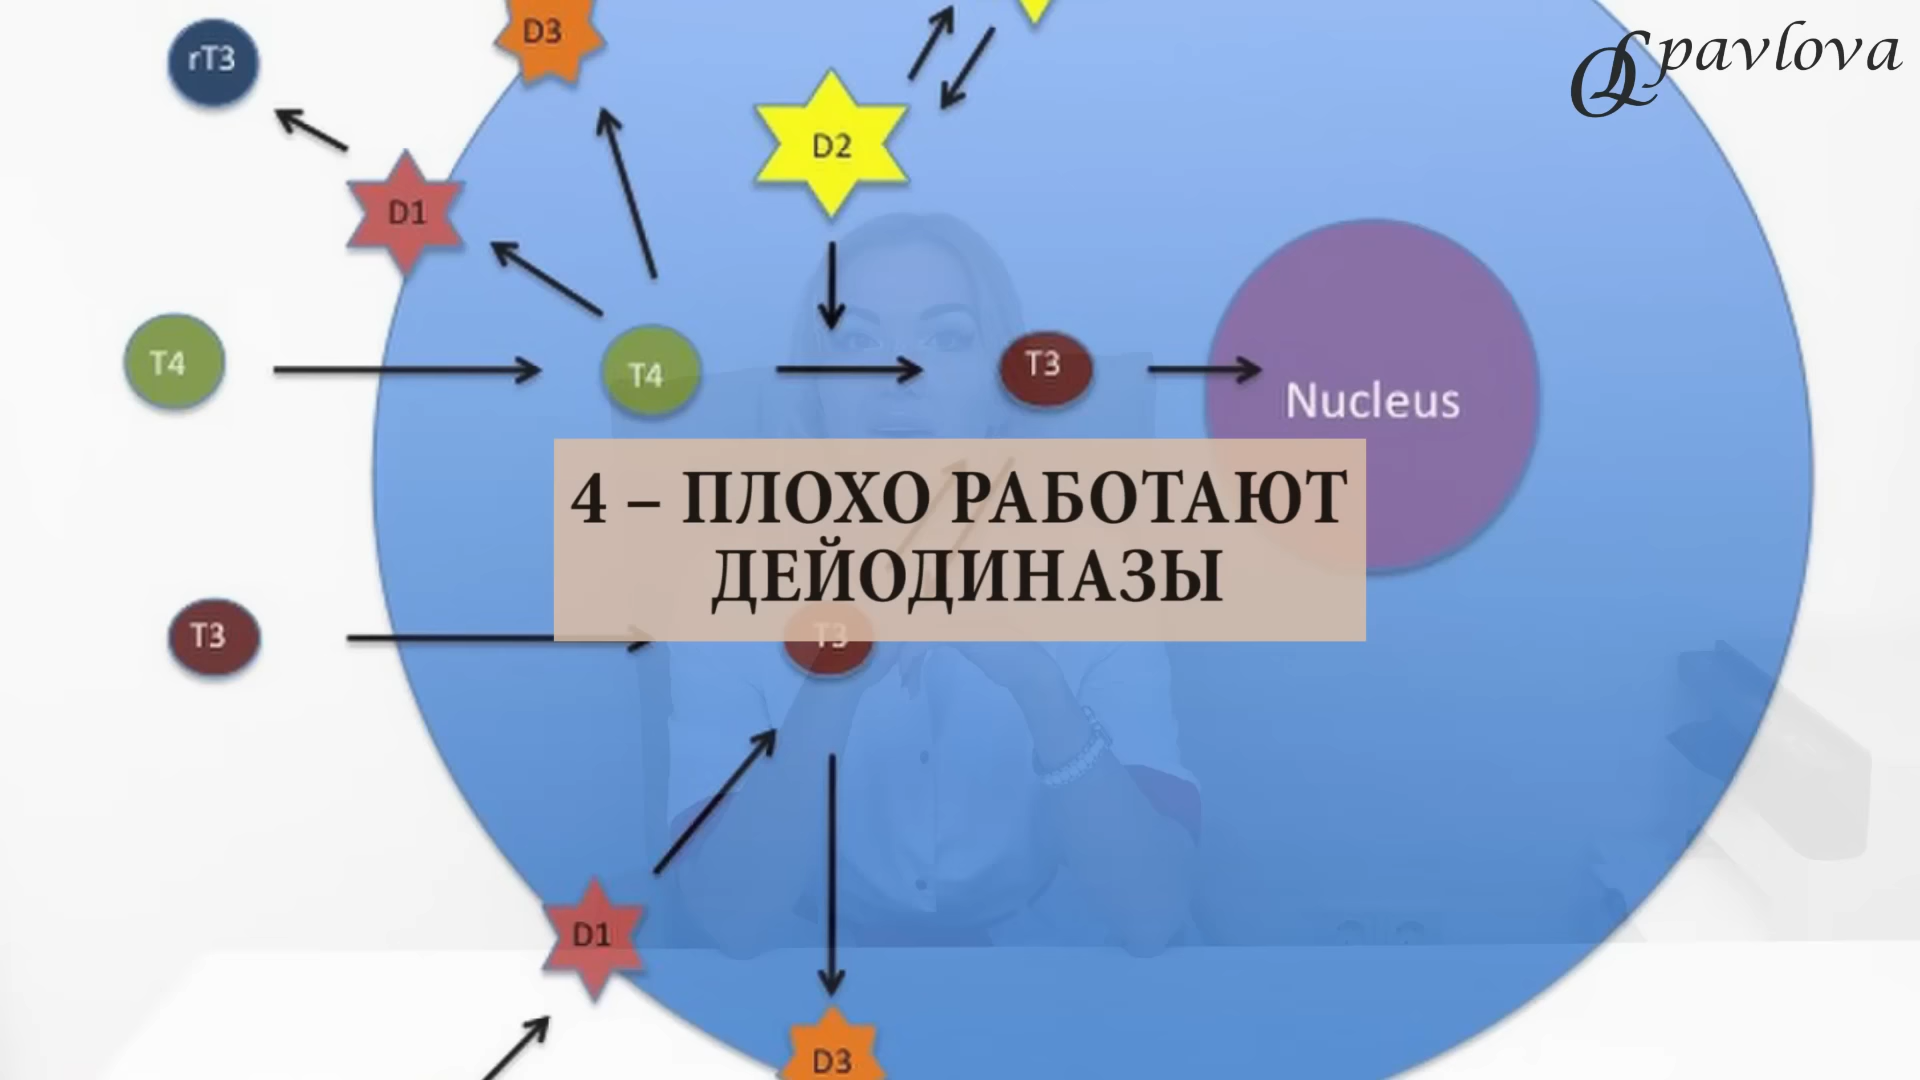 D3
rT3
pavlova
D2
D1
T4
T4
T3
Nucleus
4 – ПЛОХО РАБОТАЮТ
ДЕЙОДИНАЗЫ
T3
T3
D1
D3